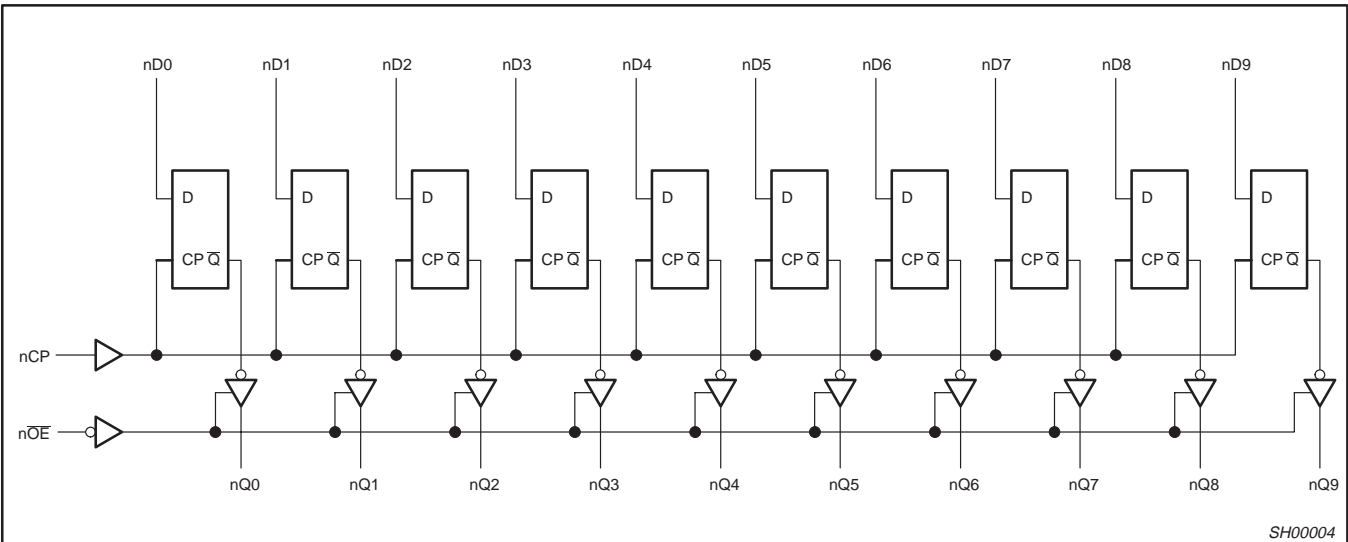 nD0 nD1 nD2 nD3 nD4 nD5 nD6 nD7 nD8 nD9
D D D D D D D D D D
CP Q̅ CP Q̅ CP Q̅ CP Q̅ CP Q̅ CP Q̅ CP Q̅ CP Q̅ CP Q̅ CP Q̅
nCP
nO̅E̅
nQ0 nQ1 nQ2 nQ3 nQ4 nQ5 nQ6 nQ7 nQ8 nQ9
SH00004